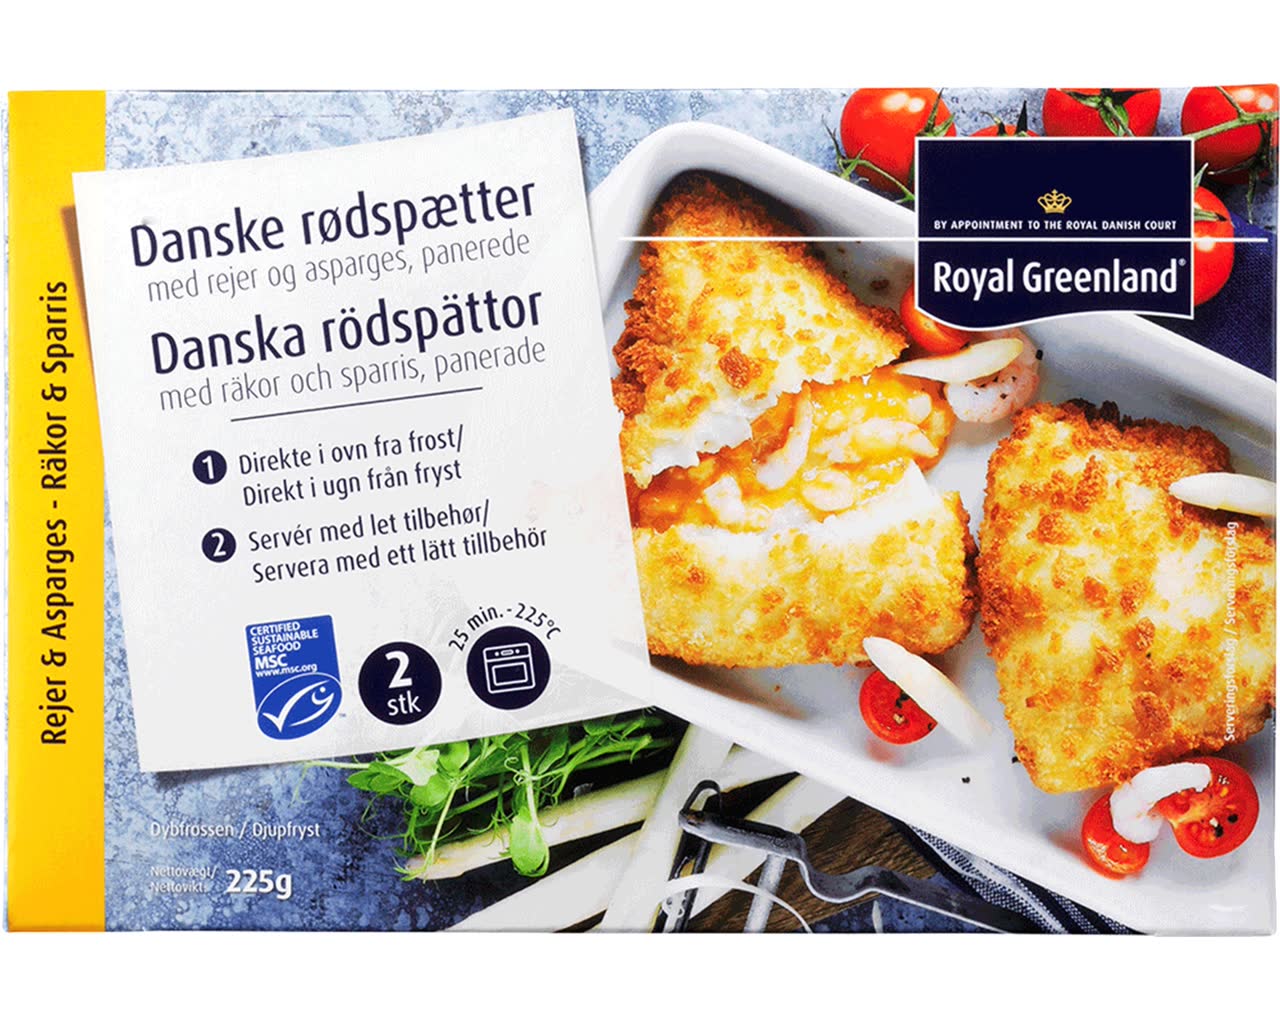 Danske rødspætter
med rejer og asparges, panerede
Danska rödspättor
med räkor och sparris, panerade
1 Direkte i ovn fra frost/
Direkt i ugn från fryst
2 Servér med let tilbehør/
Servera med ett lätt tillbehör
CERTIFIED
SUSTAINABLE
SEAFOOD
MSC
www.msc.org
TM
2
stk
25 min. - 225°C
Rejer & Asparges - Räkor & Sparris
Dybfrossen / Djupfryst
Nettovægt/
Nettovikt: 225g
BY APPOINTMENT TO THE ROYAL DANISH COURT
Royal Greenland®
Serveringsforslag / Serveringsförslag